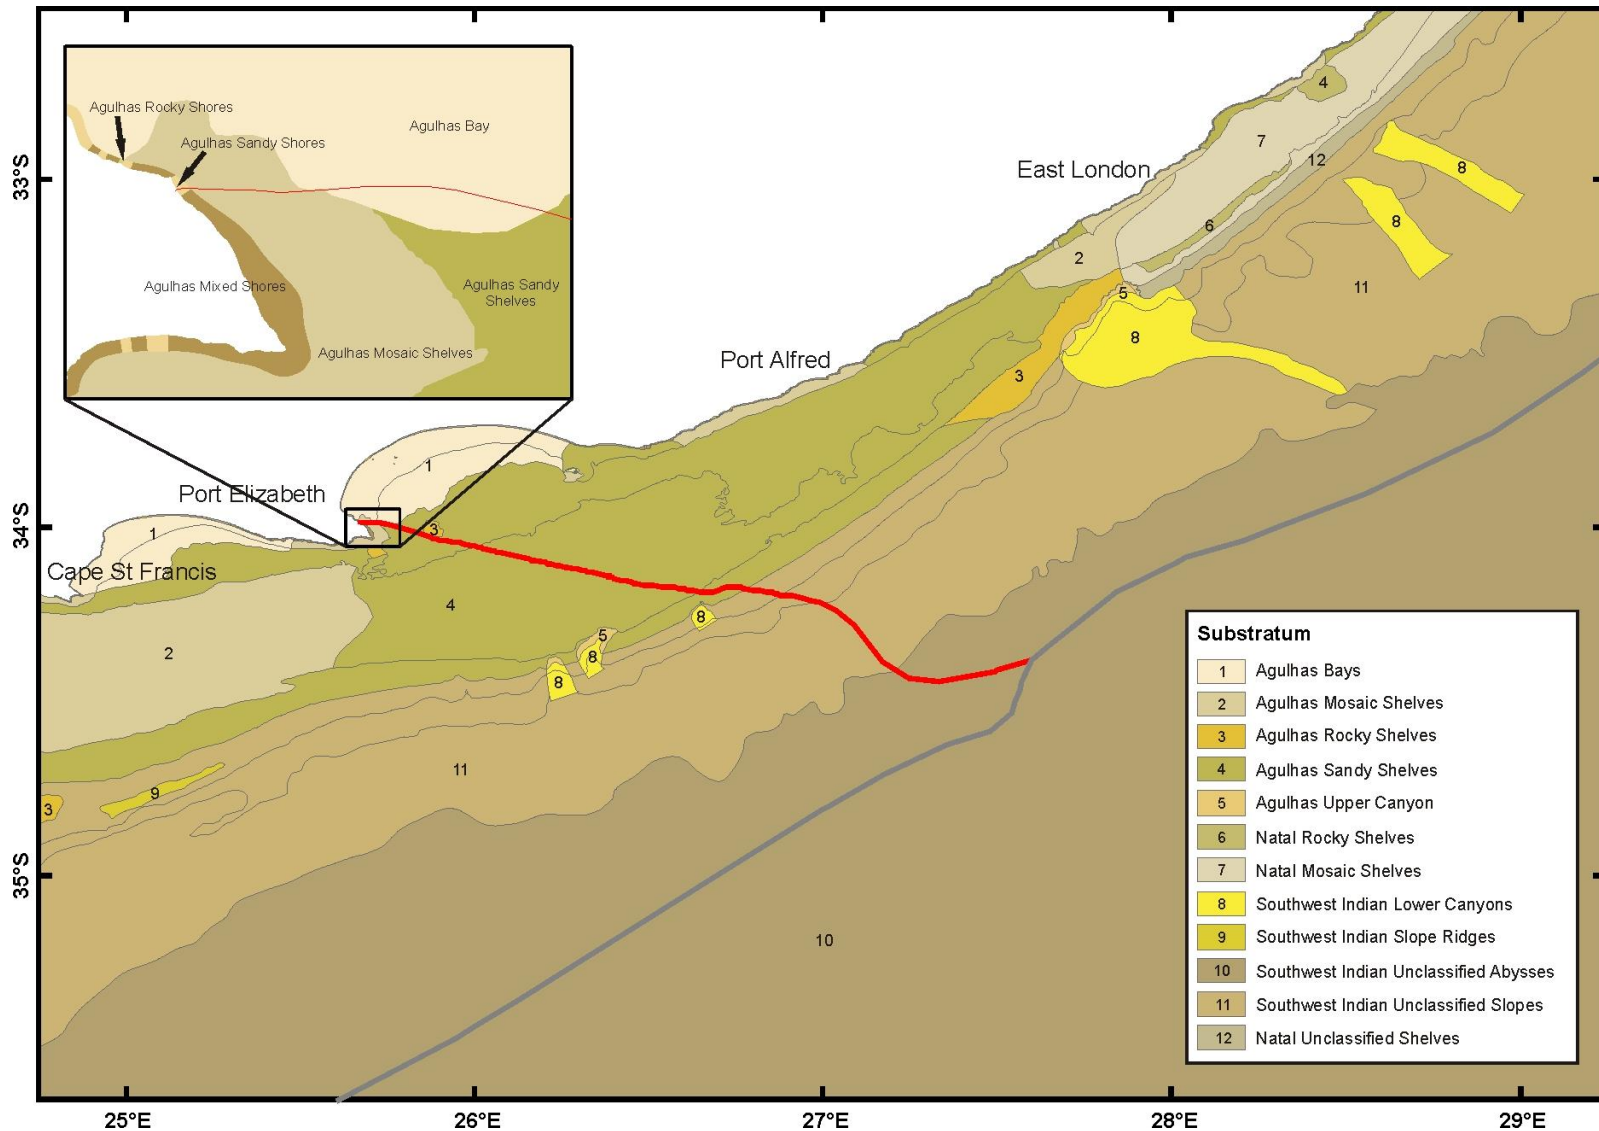 Agulhas Rocky Shores
Agulhas Sandy Shores
Agulhas Bay
Agulhas Mixed Shores
Agulhas Sandy
Shelves
Agulhas Mosaic Shelves
33°S
34°S
35°S
East London
Port Alfred
Port Elizabeth
Cape St Francis
4
7
12
8
8
6
2
11
5
8
3
1
3
1
4
8
5
8
8
2
11
9
3
10
Substratum
1 Agulhas Bays
2 Agulhas Mosaic Shelves
3 Agulhas Rocky Shelves
4 Agulhas Sandy Shelves
5 Agulhas Upper Canyon
6 Natal Rocky Shelves
7 Natal Mosaic Shelves
8 Southwest Indian Lower Canyons
9 Southwest Indian Slope Ridges
10 Southwest Indian Unclassified Abysses
11 Southwest Indian Unclassified Slopes
12 Natal Unclassified Shelves
25°E
26°E
27°E
28°E
29°E